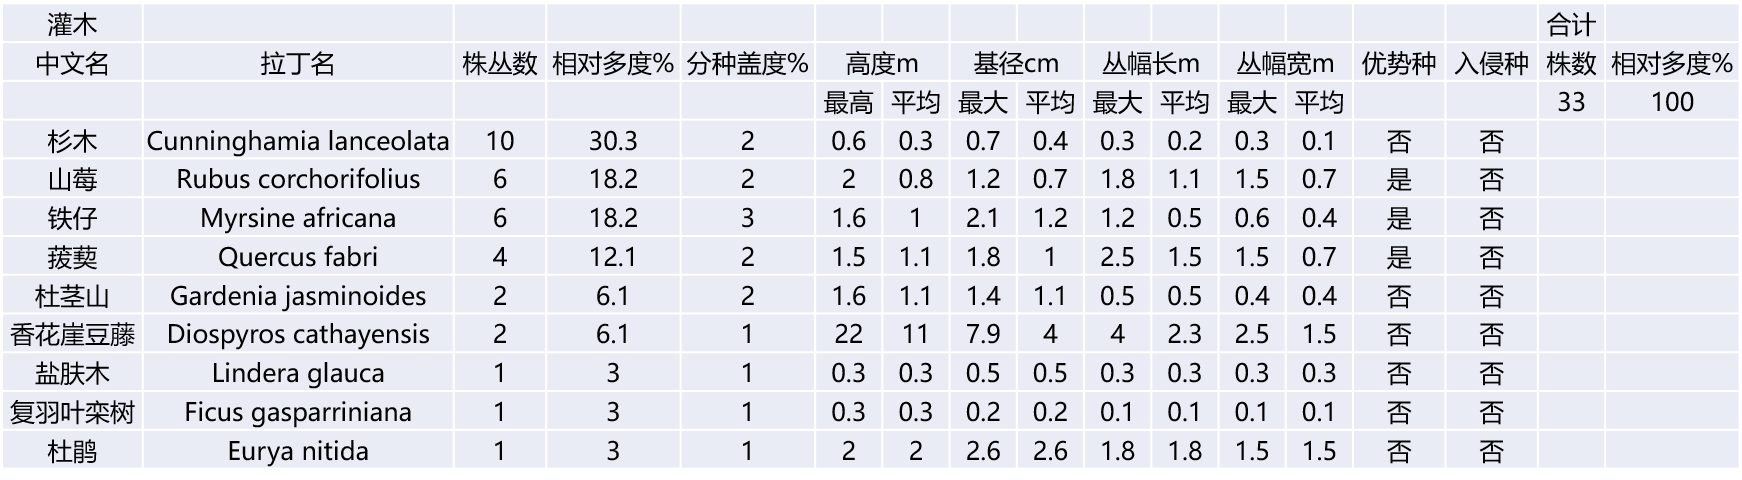 灌木 合计
中文名 拉丁名 株丛数 相对多度% 分种盖度% 高度m 基径cm 丛幅长m 丛幅宽m 优势种 入侵种 株数 相对多度%
最高 平均 最大 平均 最大 平均 最大 平均 33 100
杉木 Cunninghamia lanceolata 10 30.3 2 0.6 0.3 0.7 0.4 0.3 0.2 0.3 0.1 否 否
山莓 Rubus corchorifolius 6 18.2 2 2 0.8 1.2 0.7 1.8 1.1 1.5 0.7 是 否
铁仔 Myrsine africana 6 18.2 3 1.6 1 2.1 1.2 1.2 0.5 0.6 0.4 是 否
菝葜 Quercus fabri 4 12.1 2 1.5 1.1 1.8 1 2.5 1.5 1.5 0.7 是 否
杜茎山 Gardenia jasminoides 2 6.1 2 1.6 1.1 1.4 1.1 0.5 0.5 0.4 0.4 否 否
香花崖豆藤 Diospyros cathayensis 2 6.1 1 22 11 7.9 4 4 2.3 2.5 1.5 否 否
盐肤木 Lindera glauca 1 3 1 0.3 0.3 0.5 0.5 0.3 0.3 0.3 0.3 否 否
复羽叶栾树 Ficus gasparriniana 1 3 1 0.3 0.3 0.2 0.2 0.1 0.1 0.1 0.1 否 否
杜鹃 Eurya nitida 1 3 1 2 2 2.6 2.6 1.8 1.8 1.5 1.5 否 否